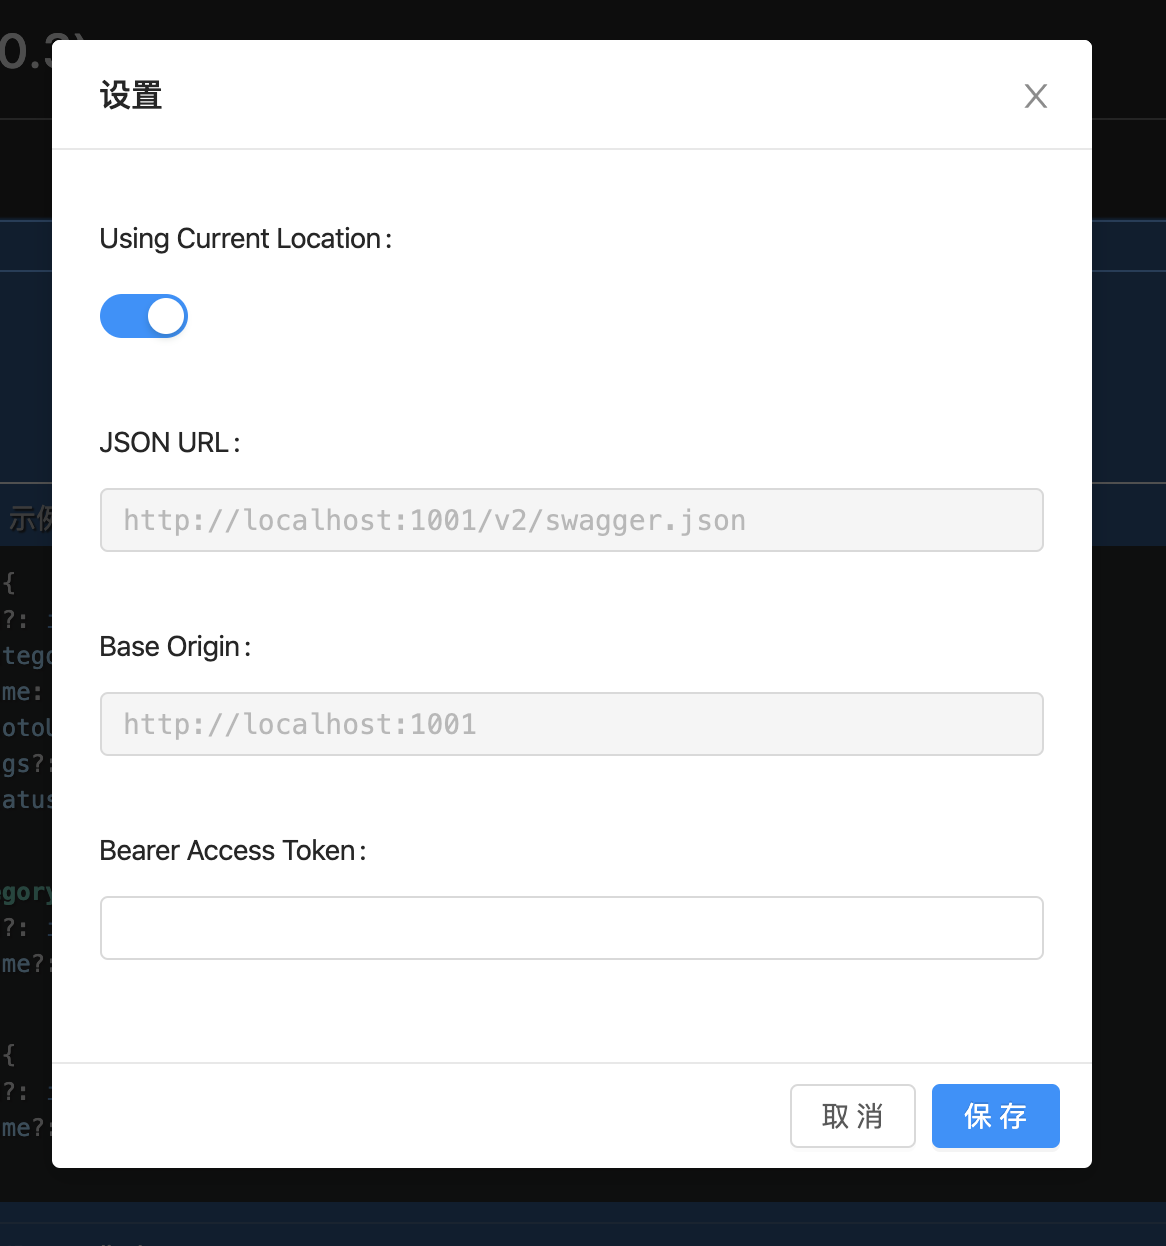 0.3)
设置
Using Current Location:
JSON URL:
http://localhost:1001/v2/swagger.json
示例
{
?:
Base Origin:
tego
me:
http://localhost:1001
otoU
gs?:
atus
Bearer Access Token:
egory
?:
me?:
{
?:
me?:
取 消
保 存